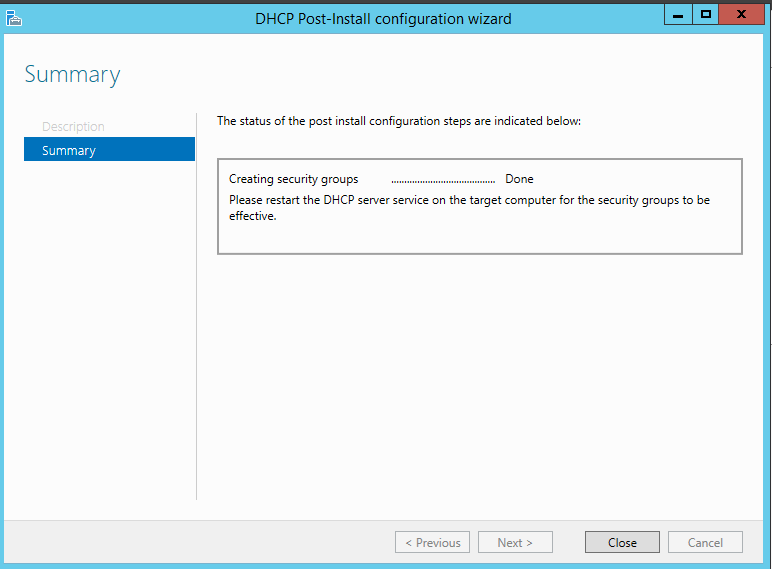 DHCP Post-Install configuration wizard
Summary
Description
Summary
The status of the post install configuration steps are indicated below:
Creating security groups ........................................ Done
Please restart the DHCP server service on the target computer for the security groups to be
effective.
< Previous Next > Close Cancel